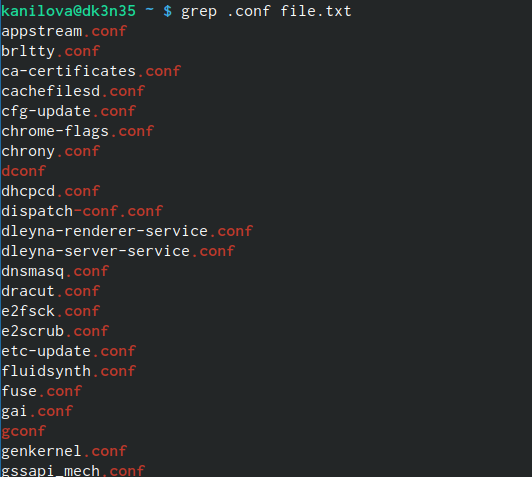 kanilova@dk3n35 ~ $ grep .conf file.txt
appstream.conf
brltty.conf
ca-certificates.conf
cachefilesd.conf
cfg-update.conf
chrome-flags.conf
chrony.conf
dconf
dhcpcd.conf
dispatch-conf.conf
dleyna-renderer-service.conf
dleyna-server-service.conf
dnsmasq.conf
dracut.conf
e2fsck.conf
e2scrub.conf
etc-update.conf
fluidsynth.conf
fuse.conf
gai.conf
gconf
genkernel.conf
gssapi_mech.conf